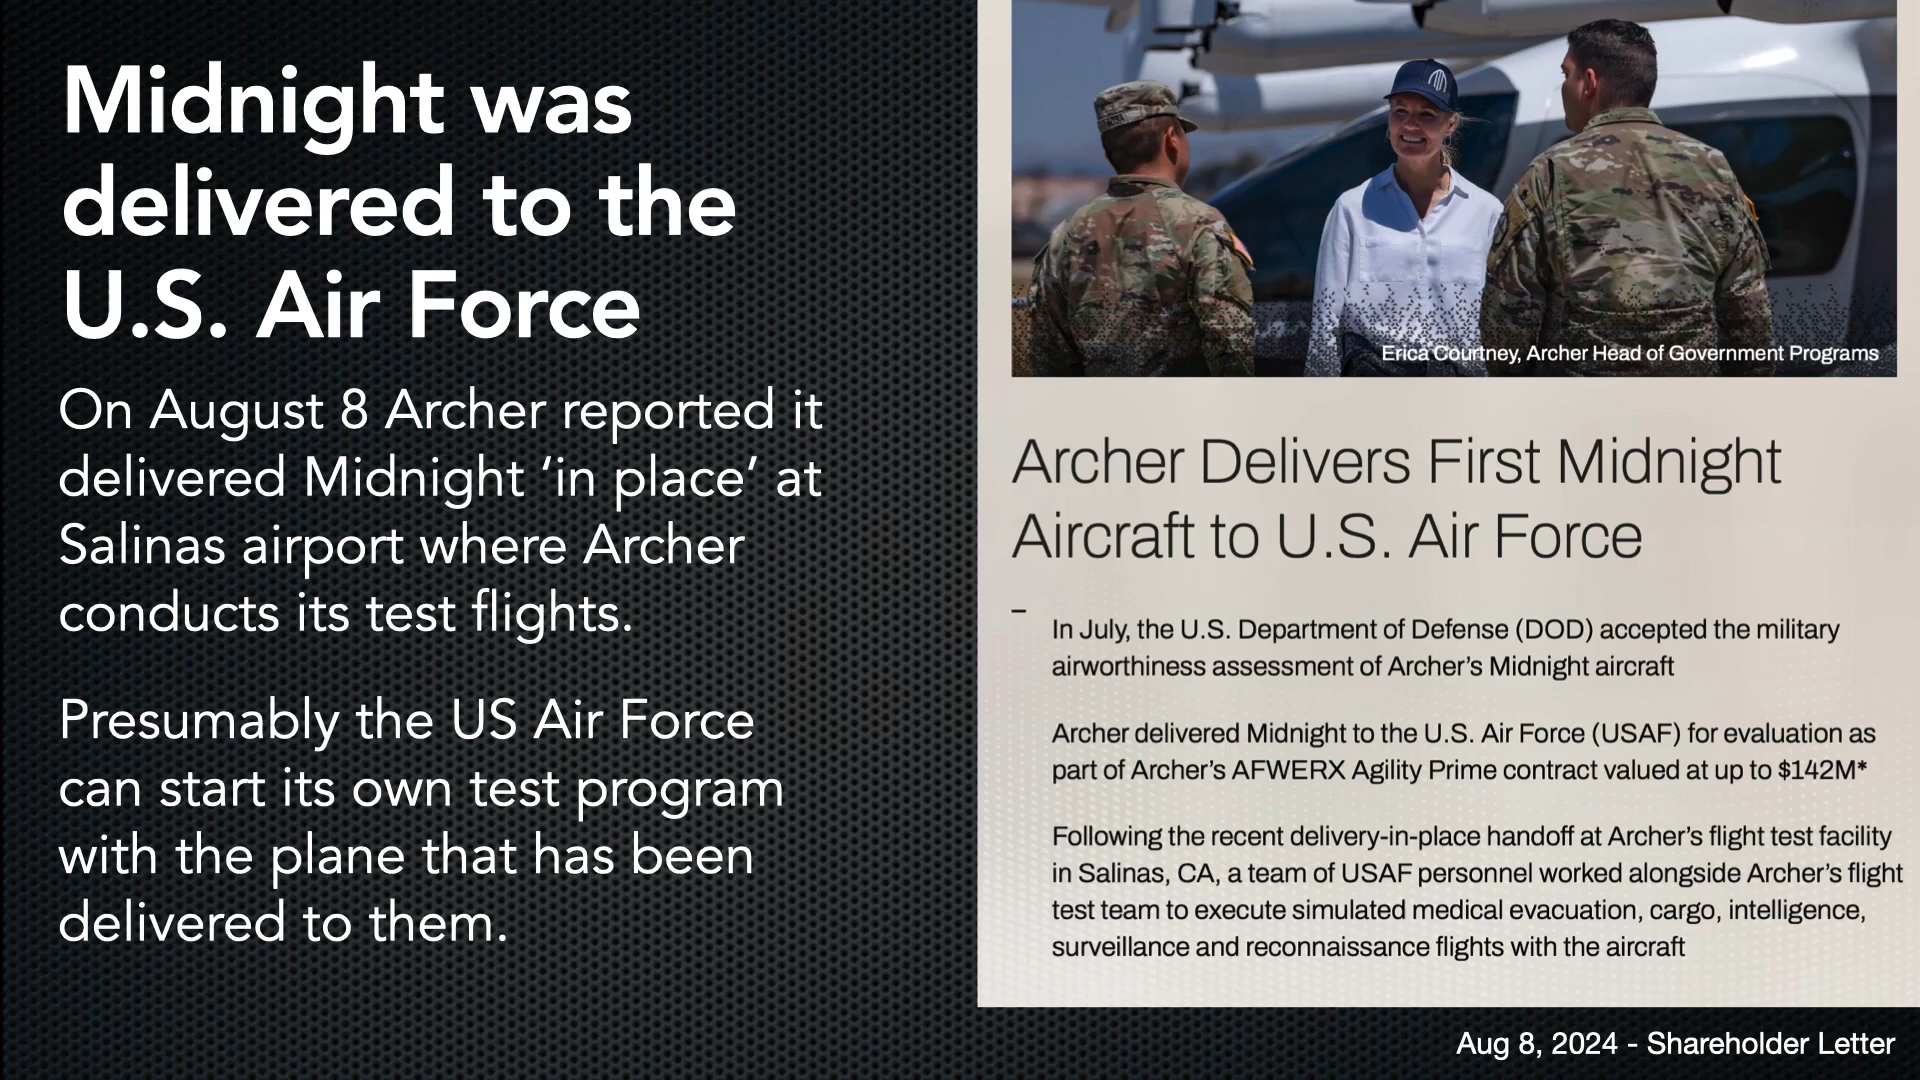 Midnight was
delivered to the
U.S. Air Force
On August 8 Archer reported it
delivered Midnight ‘in place’ at
Salinas airport where Archer
conducts its test flights.
Presumably the US Air Force
can start its own test program
with the plane that has been
delivered to them.
Erica Courtney, Archer Head of Government Programs
Archer Delivers First Midnight
Aircraft to U.S. Air Force
–
In July, the U.S. Department of Defense (DOD) accepted the military
airworthiness assessment of Archer’s Midnight aircraft
Archer delivered Midnight to the U.S. Air Force (USAF) for evaluation as
part of Archer’s AFWERX Agility Prime contract valued at up to $142M*
Following the recent delivery-in-place handoff at Archer’s flight test facility
in Salinas, CA, a team of USAF personnel worked alongside Archer’s flight
test team to execute simulated medical evacuation, cargo, intelligence,
surveillance and reconnaissance flights with the aircraft
Aug 8, 2024 - Shareholder Letter